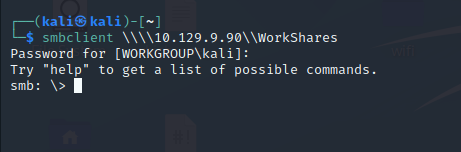 ┌──(kali㉿kali)-[~]
└─$ smbclient \\\\10.129.9.90\\WorkShares
Password for [WORKGROUP\kali]:
Try "help" to get a list of possible commands.
smb: \>